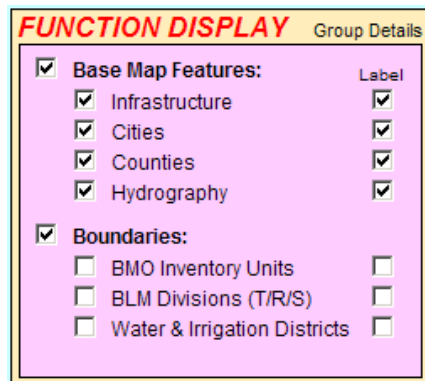 FUNCTION DISPLAY Group Details
Base Map Features: Label
Infrastructure
Cities
Counties
Hydrography
Boundaries:
BMO Inventory Units
BLM Divisions (T/R/S)
Water & Irrigation Districts